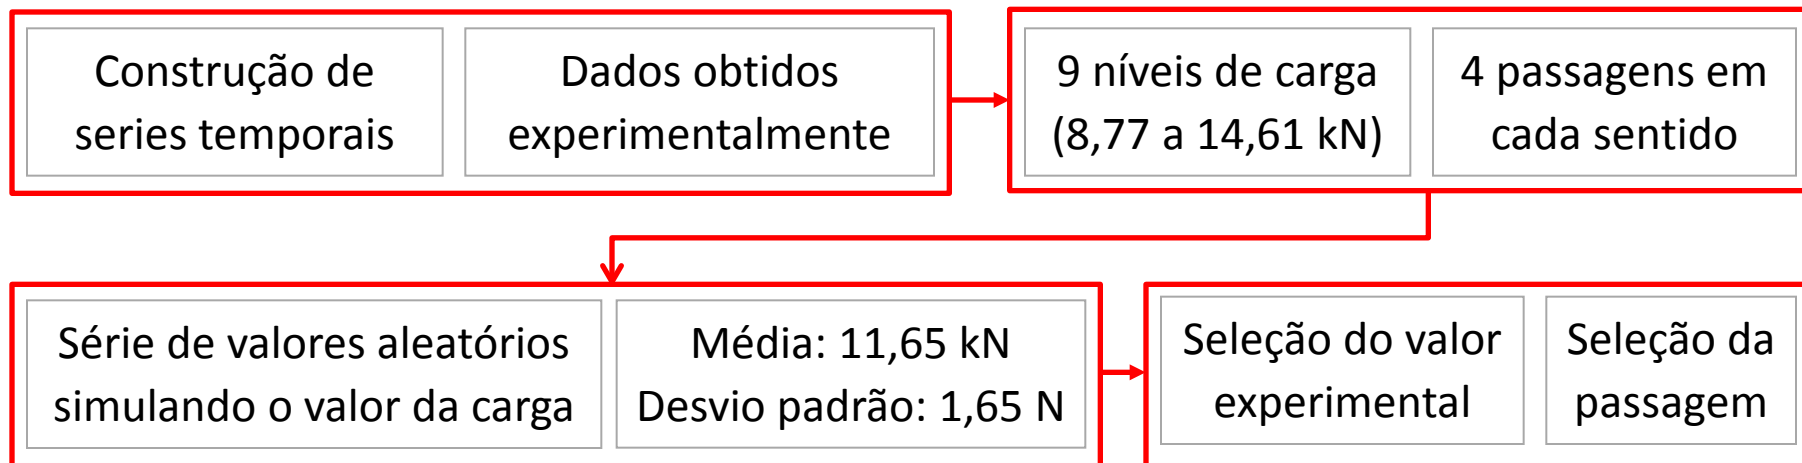 Construção de
series temporais
Dados obtidos
experimentalmente
9 níveis de carga
(8,77 a 14,61 kN)
4 passagens em
cada sentido
Série de valores aleatórios
simulando o valor da carga
Média: 11,65 kN
Desvio padrão: 1,65 N
Seleção do valor
experimental
Seleção da
passagem